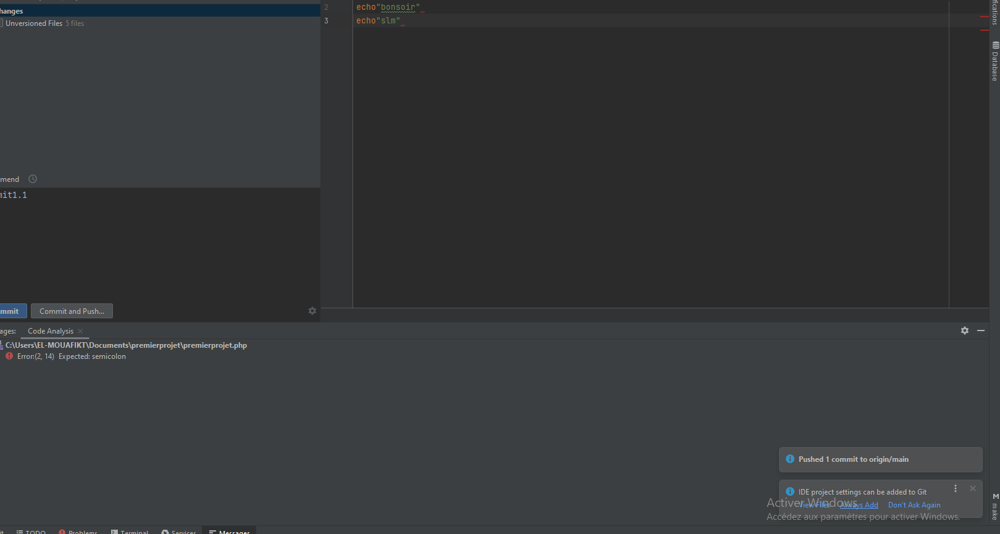 hanges
Unversioned Files 5 files
2 echo"bonsoir"
3 echo"slm"
ifications
Database
mend
mit1.1
mmit
Commit and Push...
ages: Code Analysis
C:\Users\EL-MOUAFIKT\Documents\premierprojet\premierprojet.php
Error:(2, 14) Expected: semicolon
Pushed 1 commit to origin/main
IDE project settings can be added to Git
View Files Always Add Don't Ask Again
Activer Windows
Accédez aux paramètres pour activer Windows.
M make
it TODO Problems Terminal Services Messages